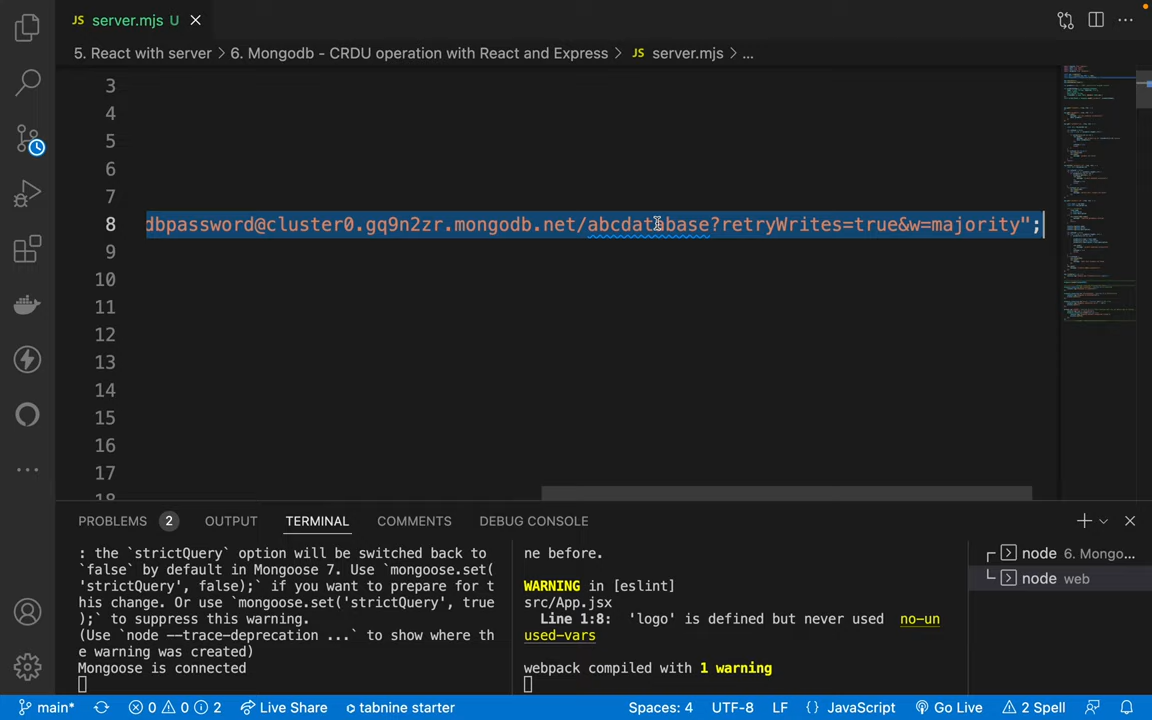 JS server.mjs U
5. React with server > 6. Mongodb - CRDU operation with React and Express > JS server.mjs > ...
3
4
5
6
7
8 dbpassword@cluster0.gq9n2zr.mongodb.net/abcdatabase?retryWrites=true&w=majority";
9
10
11
12
13
14
15
16
17
18
PROBLEMS 2 OUTPUT TERMINAL COMMENTS DEBUG CONSOLE
: the `strictQuery` option will be switched back to
`false` by default in Mongoose 7. Use `mongoose.set(
'strictQuery', false);` if you want to prepare for t
his change. Or use `mongoose.set('strictQuery', true
);` to suppress this warning.
(Use `node --trace-deprecation ...` to show where th
e warning was created)
Mongoose is connected
ne before.
WARNING in [eslint]
src/App.jsx
Line 1:8: 'logo' is defined but never used no-un
used-vars
webpack compiled with 1 warning
node 6. Mongo...
node web
main* 0 0 2 Live Share tabnine starter Spaces: 4 UTF-8 LF {} JavaScript Go Live 2 Spell